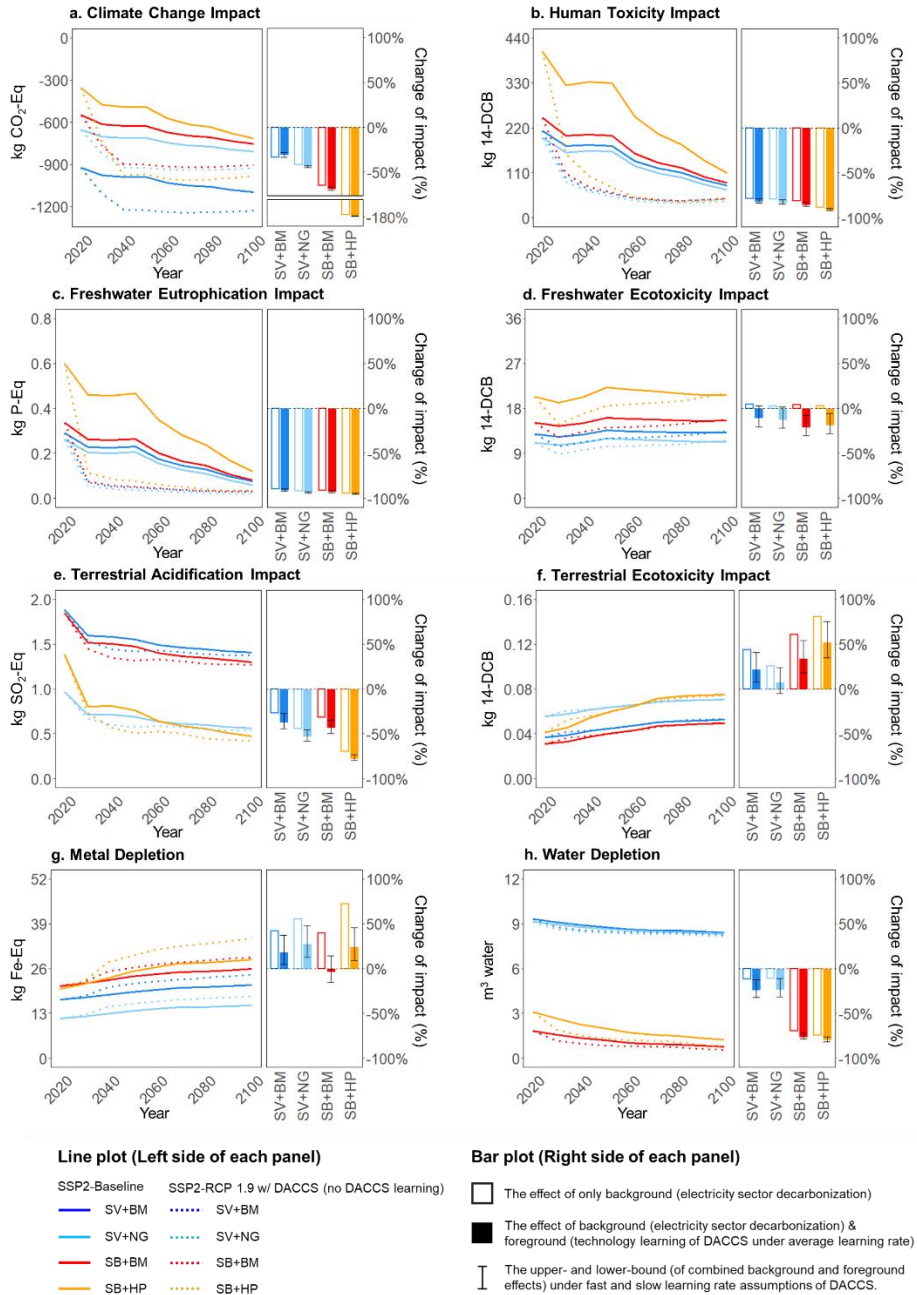 a. Climate Change Impact
0
-300
-600
-900
-1200
kg CO2-Eq
2020
2040
2060
2080
2100
Year
100%
50%
0%
-50%
-180%
Change of impact (%)
SV+BM
SV+NG
SB+BM
SB+HP
b. Human Toxicity Impact
440
330
220
110
0
kg 14-DCB
2020
2040
2060
2080
2100
Year
100%
50%
0%
-50%
-100%
Change of impact (%)
SV+BM
SV+NG
SB+BM
SB+HP
c. Freshwater Eutrophication Impact
0.8
0.6
0.4
0.2
0.0
kg P-Eq
2020
2040
2060
2080
2100
Year
100%
50%
0%
-50%
-100%
Change of impact (%)
SV+BM
SV+NG
SB+BM
SB+HP
d. Freshwater Ecotoxicity Impact
36
27
18
9
0
kg 14-DCB
2020
2040
2060
2080
2100
Year
100%
50%
0%
-50%
-100%
Change of impact (%)
SV+BM
SV+NG
SB+BM
SB+HP
e. Terrestrial Acidification Impact
2.0
1.5
1.0
0.5
0.0
kg SO2-Eq
2020
2040
2060
2080
2100
Year
100%
50%
0%
-50%
-100%
Change of impact (%)
SV+BM
SV+NG
SB+BM
SB+HP
f. Terrestrial Ecotoxicity Impact
0.16
0.12
0.08
0.04
0.00
kg 14-DCB
2020
2040
2060
2080
2100
Year
100%
50%
0%
-50%
-100%
Change of impact (%)
SV+BM
SV+NG
SB+BM
SB+HP
g. Metal Depletion
52
39
26
13
0
kg Fe-Eq
2020
2040
2060
2080
2100
Year
100%
50%
0%
-50%
-100%
Change of impact (%)
SV+BM
SV+NG
SB+BM
SB+HP
h. Water Depletion
12
9
6
3
0
m3 water
2020
2040
2060
2080
2100
Year
100%
50%
0%
-50%
-100%
Change of impact (%)
SV+BM
SV+NG
SB+BM
SB+HP
Line plot (Left side of each panel)
SSP2-Baseline SSP2-RCP 1.9 w/ DACCS (no DACCS learning)
SV+BM SV+BM
SV+NG SV+NG
SB+BM SB+BM
SB+HP SB+HP
Bar plot (Right side of each panel)
The effect of only background (electricity sector decarbonization)
The effect of background (electricity sector decarbonization) &
foreground (technology learning of DACCS under average learning rate)
The upper- and lower-bound (of combined background and foreground
effects) under fast and slow learning rate assumptions of DACCS.